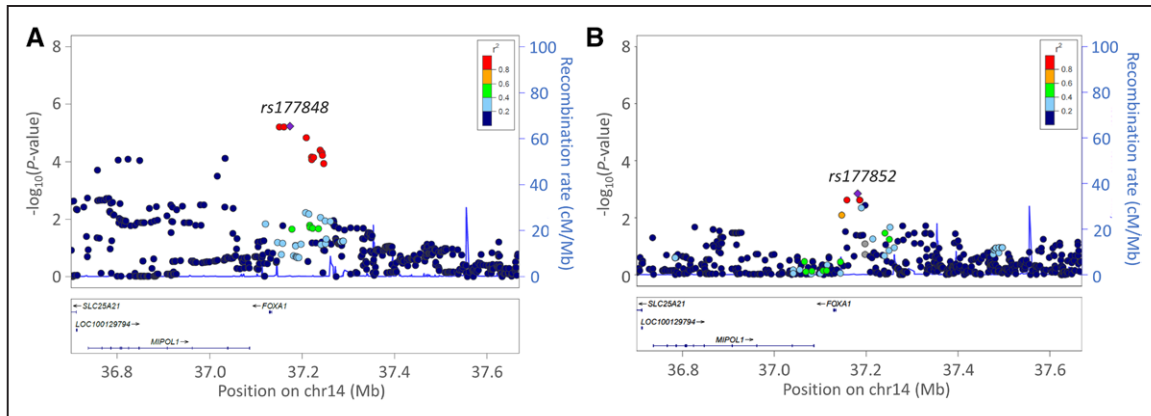 A
-log10(P-value)
8
6
4
2
0
rs177848
r²
0.8
0.6
0.4
0.2
100
80
60
40
20
0
Recombination rate (cM/Mb)
← SLC25A21
LOC100129794 →
MIPOL1 →
← FOXA1
36.8
37.0
37.2
37.4
37.6
Position on chr14 (Mb)
B
-log10(P-value)
8
6
4
2
0
rs177852
r²
0.8
0.6
0.4
0.2
100
80
60
40
20
0
Recombination rate (cM/Mb)
← SLC25A21
LOC100129794 →
MIPOL1 →
← FOXA1
36.8
37.0
37.2
37.4
37.6
Position on chr14 (Mb)